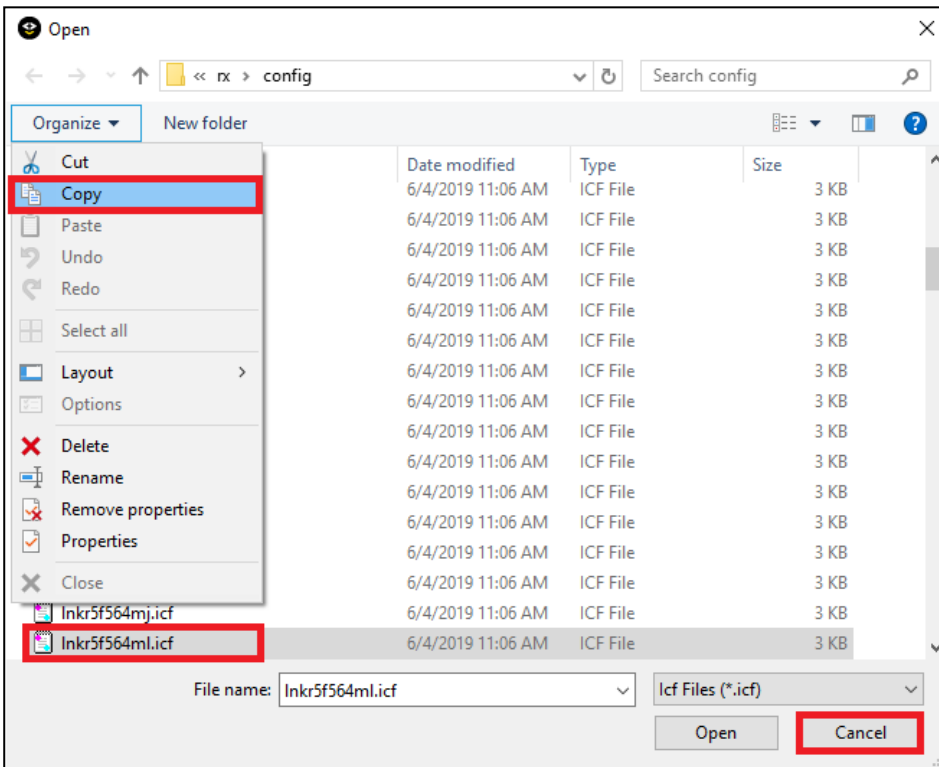 Open
« rx › config
Search config
Organize
New folder
Cut
Copy
Paste
Undo
Redo
Select all
Layout
Options
Delete
Rename
Remove properties
Properties
Close
Date modified Type Size
6/4/2019 11:06 AM ICF File 3 KB
6/4/2019 11:06 AM ICF File 3 KB
6/4/2019 11:06 AM ICF File 3 KB
6/4/2019 11:06 AM ICF File 3 KB
6/4/2019 11:06 AM ICF File 3 KB
6/4/2019 11:06 AM ICF File 3 KB
6/4/2019 11:06 AM ICF File 3 KB
6/4/2019 11:06 AM ICF File 3 KB
6/4/2019 11:06 AM ICF File 3 KB
6/4/2019 11:06 AM ICF File 3 KB
6/4/2019 11:06 AM ICF File 3 KB
6/4/2019 11:06 AM ICF File 3 KB
6/4/2019 11:06 AM ICF File 3 KB
6/4/2019 11:06 AM ICF File 3 KB
lnkr5f564mj.icf 6/4/2019 11:06 AM ICF File 3 KB
lnkr5f564ml.icf 6/4/2019 11:06 AM ICF File 3 KB
File name: lnkr5f564ml.icf
Icf Files (*.icf)
Open
Cancel